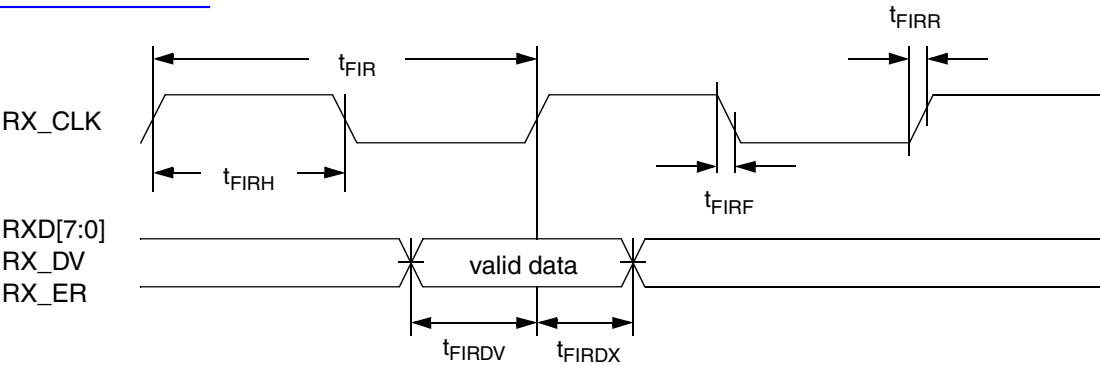 tFIRR
tFIR
RX_CLK
tFIRH
tFIRF
RXD[7:0]
RX_DV
valid data
RX_ER
tFIRDV
tFIRDX